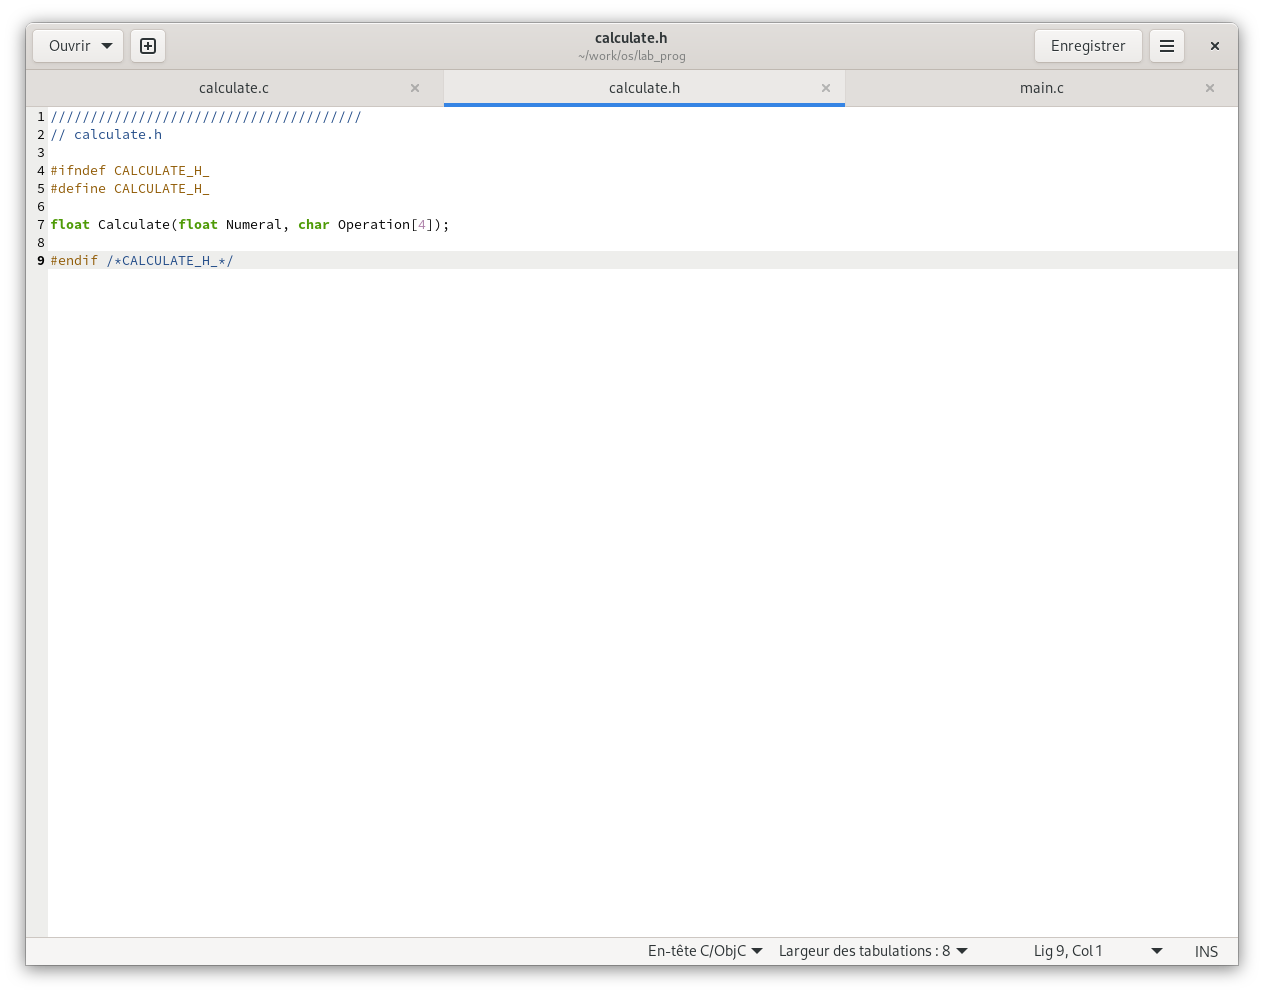 Ouvrir
calculate.h
~/work/os/lab_prog
Enregistrer
calculate.c
calculate.h
main.c
1 ///////////////////////////////////////
2 // calculate.h
3
4 #ifndef CALCULATE_H_
5 #define CALCULATE_H_
6
7 float Calculate(float Numeral, char Operation[4]);
8
9 #endif /*CALCULATE_H_*/
En-tête C/ObjC
Largeur des tabulations : 8
Lig 9, Col 1
INS